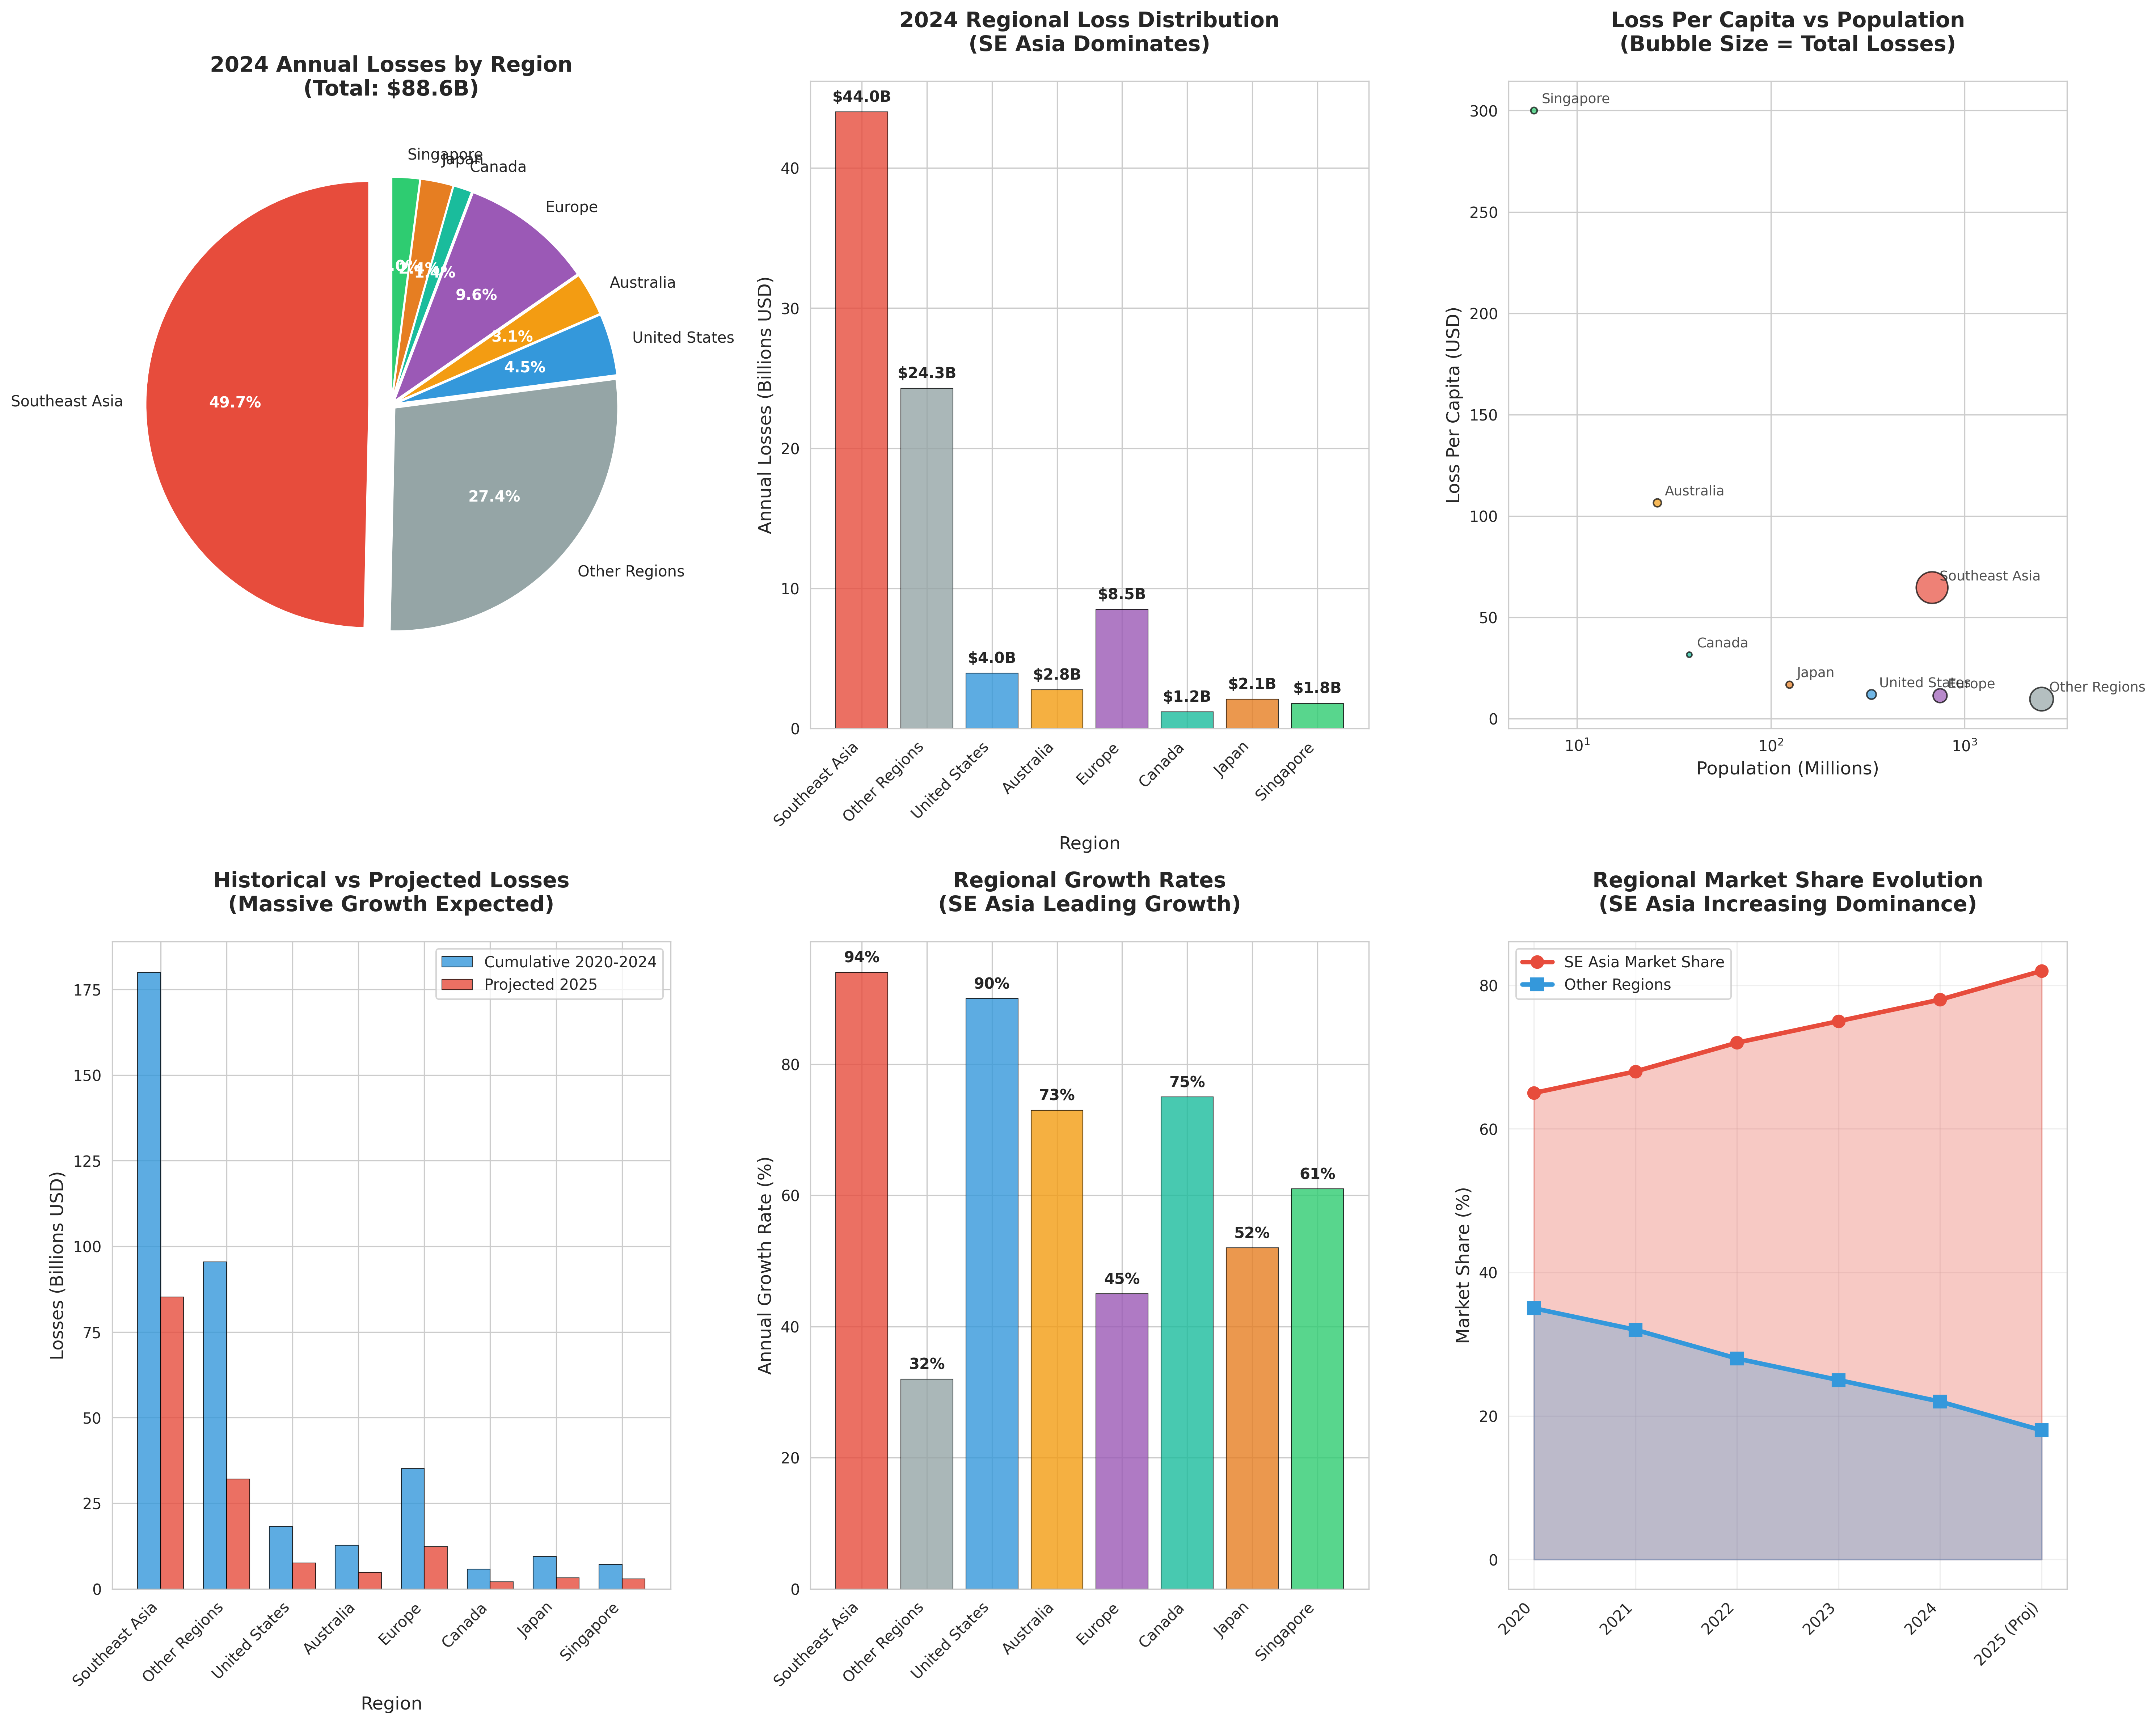 2024 Annual Losses by Region
(Total: $88.6B)
Singapore
Japan
Canada
Europe
Australia
United States
Southeast Asia
Other Regions
2.4%
1.4%
9.6%
3.1%
4.5%
49.7%
27.4%
2024 Regional Loss Distribution
(SE Asia Dominates)
Annual Losses (Billions USD)
40
30
20
10
0
$44.0B
$24.3B
$4.0B
$2.8B
$8.5B
$1.2B
$2.1B
$1.8B
Southeast Asia
Other Regions
United States
Australia
Europe
Canada
Japan
Singapore
Region
Loss Per Capita vs Population
(Bubble Size = Total Losses)
Loss Per Capita (USD)
300
250
200
150
100
50
0
Singapore
Australia
Southeast Asia
Canada
Japan
United States
Europe
Other Regions
10¹
10²
10³
Population (Millions)
Historical vs Projected Losses
(Massive Growth Expected)
Cumulative 2020-2024
Projected 2025
Losses (Billions USD)
175
150
125
100
75
50
25
0
Southeast Asia
Other Regions
United States
Australia
Europe
Canada
Japan
Singapore
Region
Regional Growth Rates
(SE Asia Leading Growth)
Annual Growth Rate (%)
80
60
40
20
0
94%
32%
90%
73%
45%
75%
52%
61%
Southeast Asia
Other Regions
United States
Australia
Europe
Canada
Japan
Singapore
Regional Market Share Evolution
(SE Asia Increasing Dominance)
SE Asia Market Share
Other Regions
Market Share (%)
80
60
40
20
0
2020
2021
2022
2023
2024
2025 (Proj)